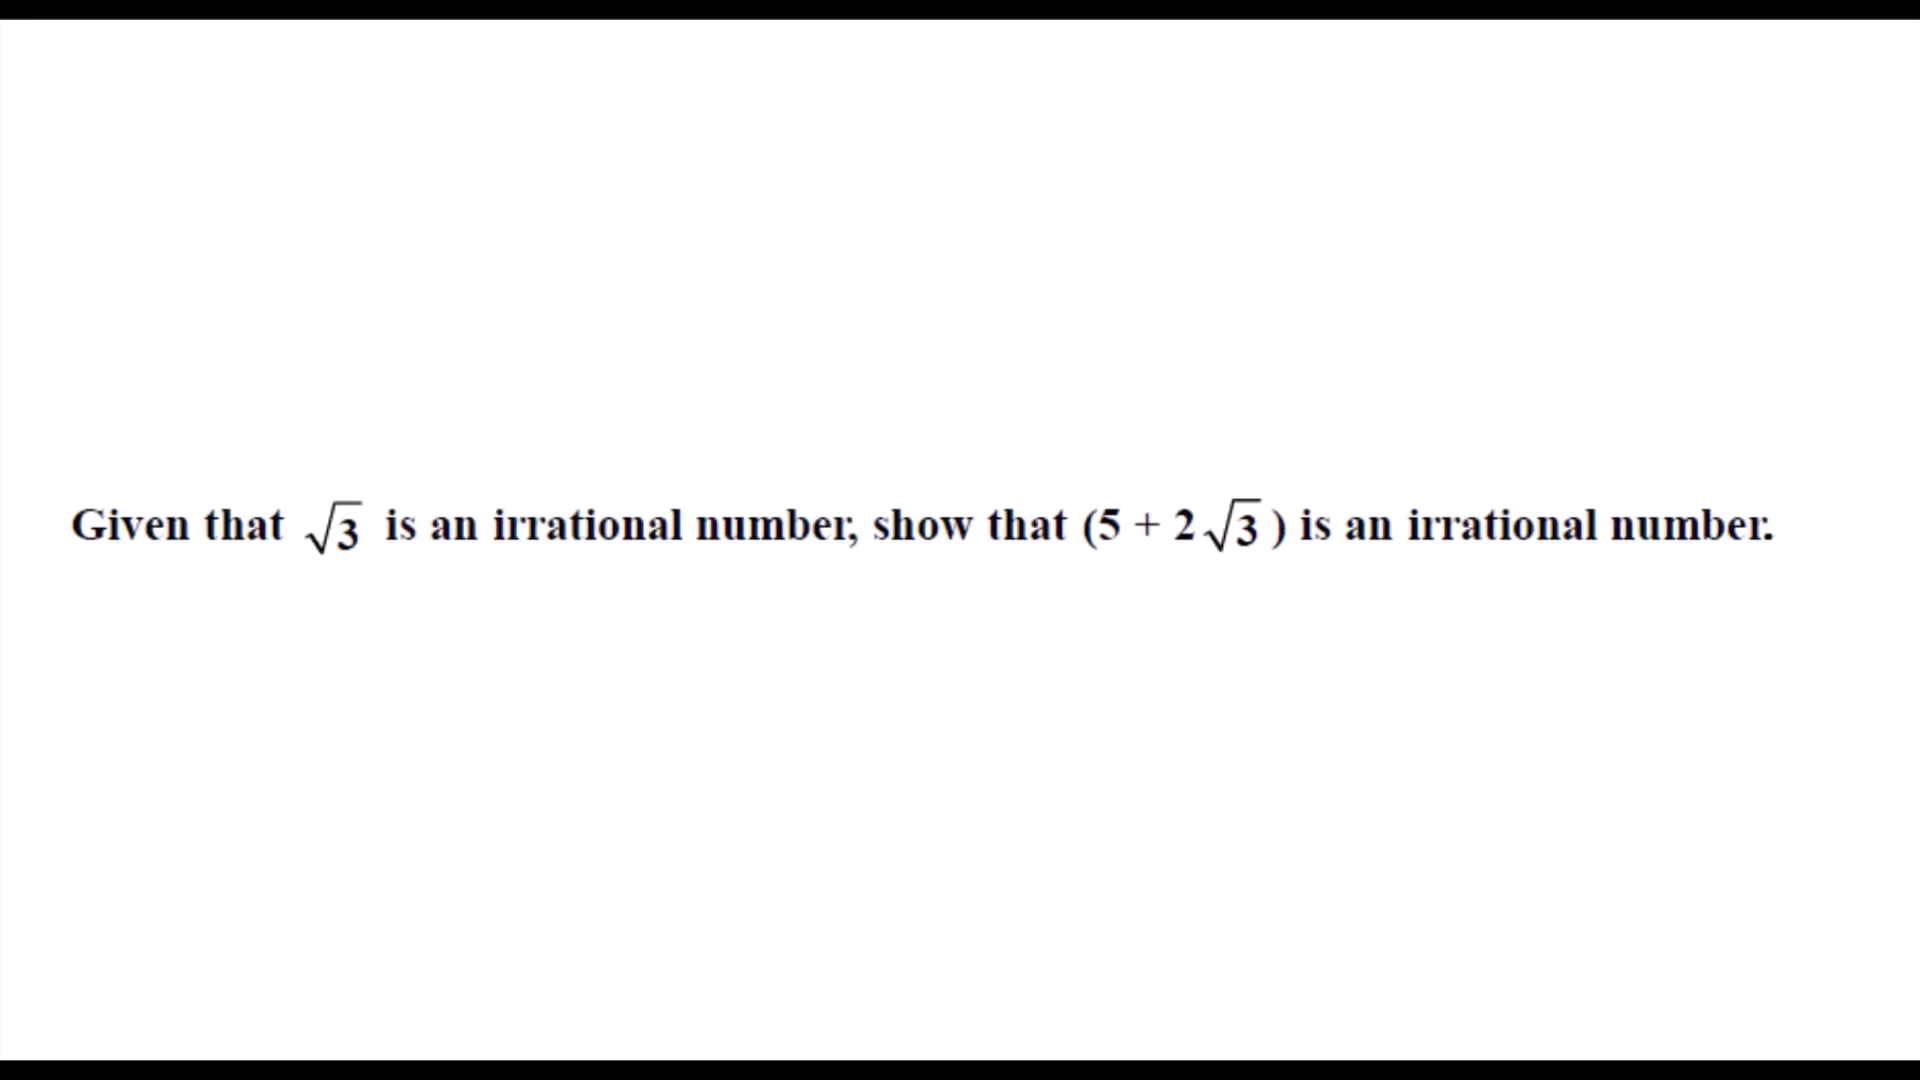 Given that √3 is an irrational number, show that (5 + 2√3) is an irrational number.